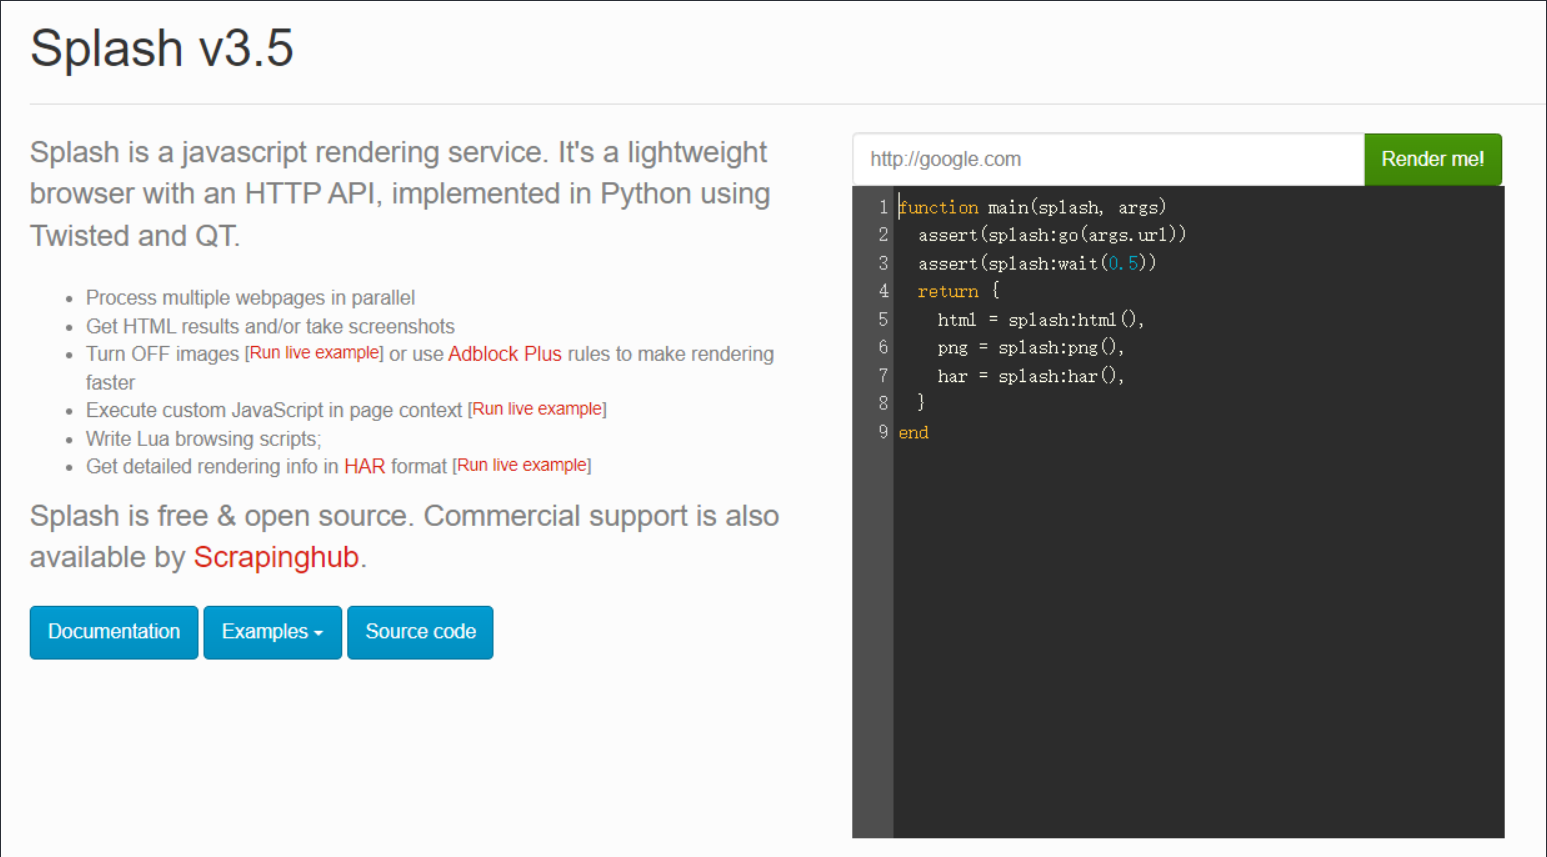 Splash v3.5
Splash is a javascript rendering service. It's a lightweight
browser with an HTTP API, implemented in Python using
Twisted and QT.
• Process multiple webpages in parallel
• Get HTML results and/or take screenshots
• Turn OFF images [Run live example] or use Adblock Plus rules to make rendering
faster
• Execute custom JavaScript in page context [Run live example]
• Write Lua browsing scripts;
• Get detailed rendering info in HAR format [Run live example]
Splash is free & open source. Commercial support is also
available by Scrapinghub.
Documentation Examples Source code
http://google.com Render me!
1 function main(splash, args)
2   assert(splash:go(args.url))
3   assert(splash:wait(0.5))
4   return {
5     html = splash:html(),
6     png = splash:png(),
7     har = splash:har(),
8   }
9 end